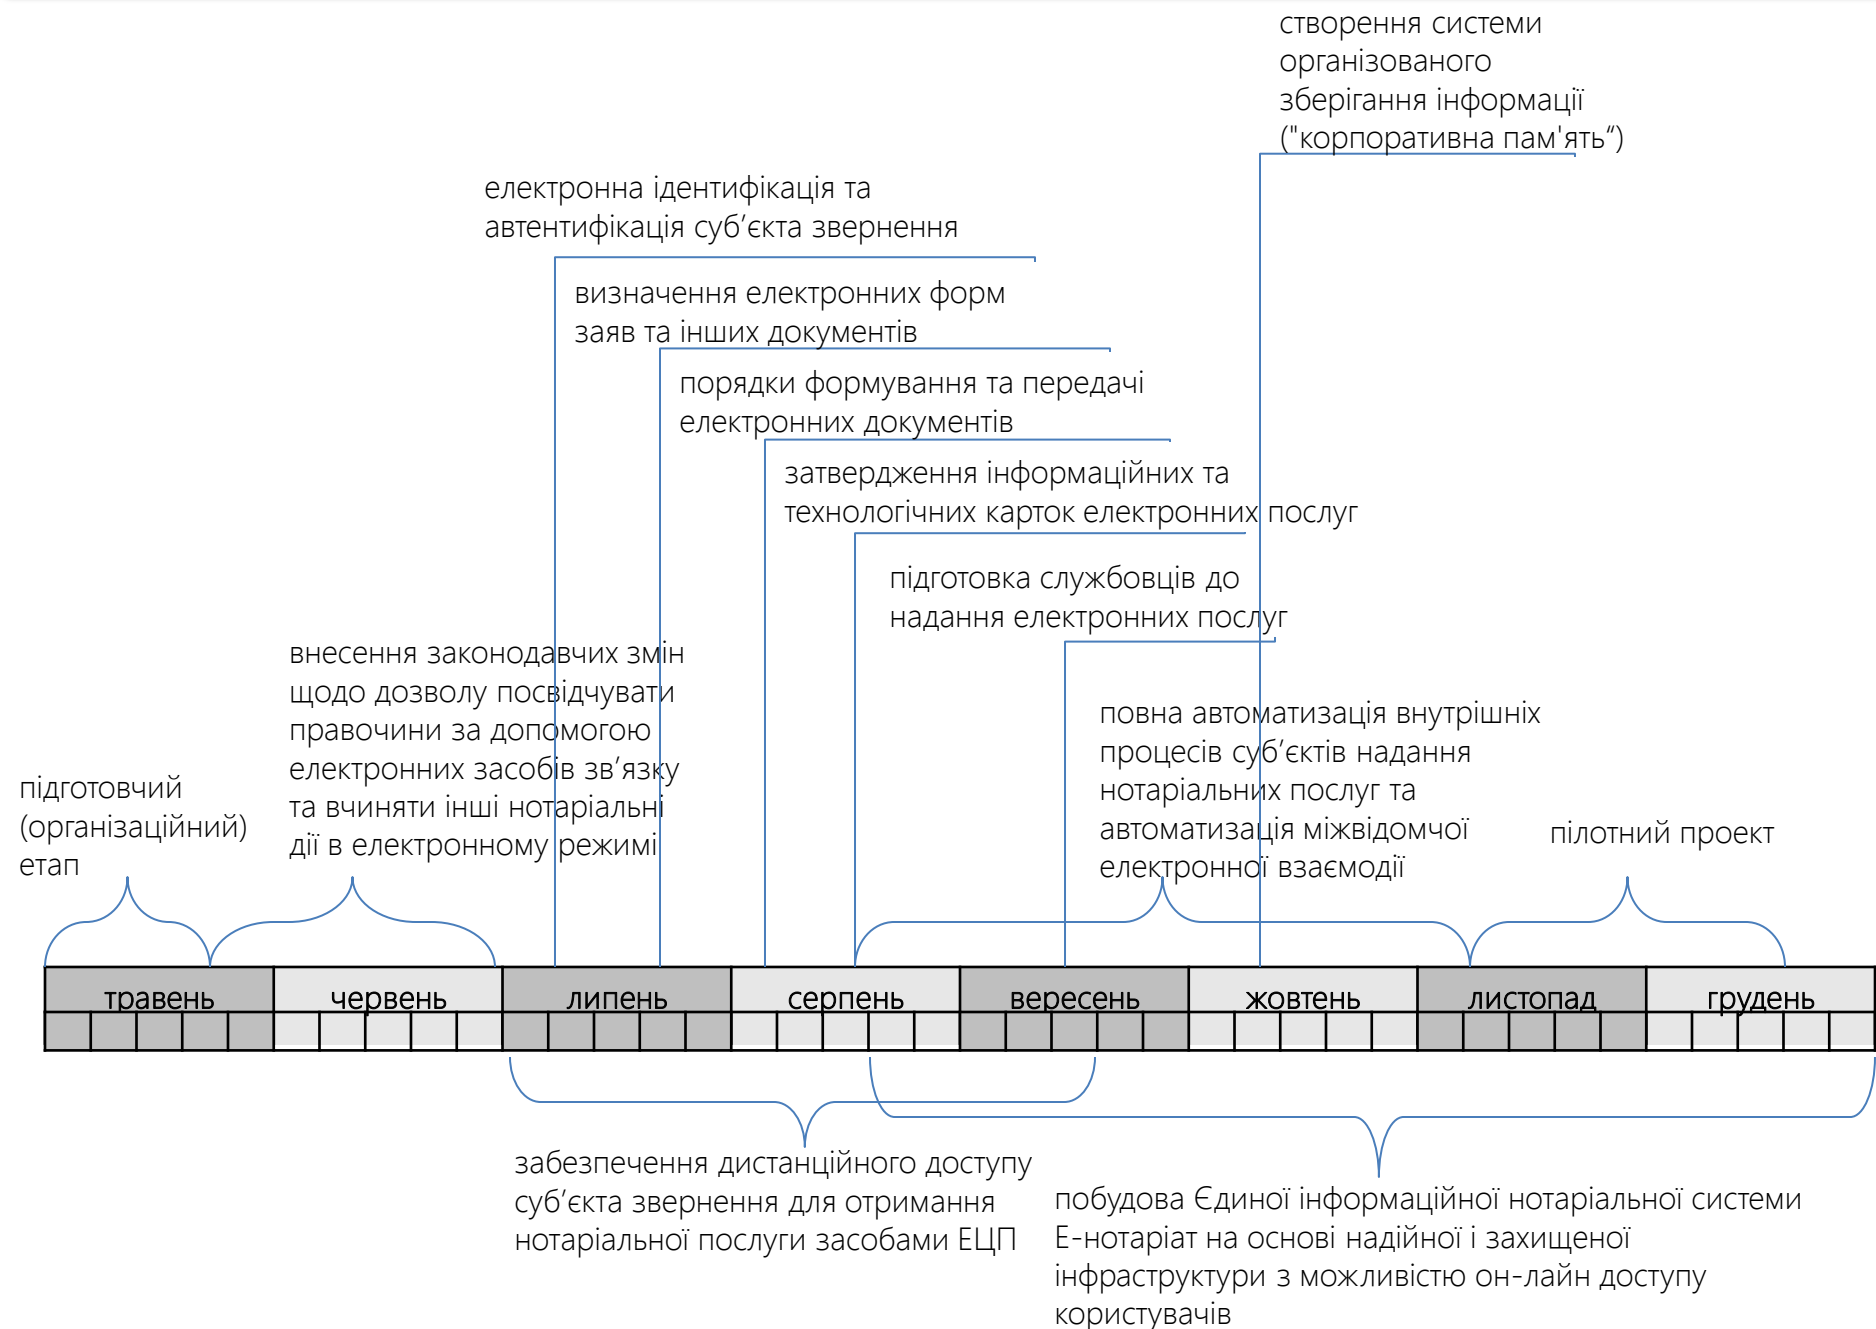 створення системи
організованого
зберігання інформації
("корпоративна пам'ять“)
електронна ідентифікація та
автентифікація суб’єкта звернення
визначення електронних форм
заяв та інших документів
порядки формування та передачі
електронних документів
затвердження інформаційних та
технологічних карток електронних послуг
підготовка службовців до
надання електронних послуг
внесення законодавчих змін
щодо дозволу посвідчувати
правочини за допомогою
електронних засобів зв’язку
та вчиняти інші нотаріальні
дії в електронному режимі
повна автоматизація внутрішніх
процесів суб’єктів надання
нотаріальних послуг та
автоматизація міжвідомчої
електронної взаємодії
підготовчий
(організаційний)
етап
пілотний проект
травень червень липень серпень вересень жовтень листопад грудень
забезпечення дистанційного доступу
суб’єкта звернення для отримання
нотаріальної послуги засобами ЕЦП
побудова Єдиної інформаційної нотаріальної системи
Е-нотаріат на основі надійної і захищеної
інфраструктури з можливістю он-лайн доступу
користувачів